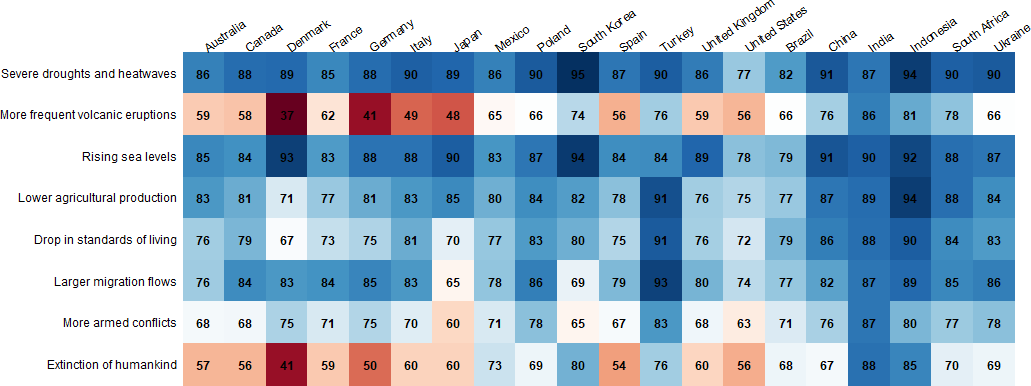 Australia Canada Denmark France Germany Italy Japan Mexico Poland South Korea Spain Turkey United Kingdom United States Brazil China India Indonesia South Africa Ukraine
Severe droughts and heatwaves 86 88 89 85 88 90 89 86 90 95 87 90 86 77 82 91 87 94 90 90
More frequent volcanic eruptions 59 58 37 62 41 49 48 65 66 74 56 76 59 56 66 76 86 81 78 66
Rising sea levels 85 84 93 83 88 88 90 83 87 94 84 84 89 78 79 91 90 92 88 87
Lower agricultural production 83 81 71 77 81 83 85 80 84 82 78 91 76 75 77 87 89 94 88 84
Drop in standards of living 76 79 67 73 75 81 70 77 83 80 75 91 76 72 79 86 88 90 84 83
Larger migration flows 76 84 83 84 85 83 65 78 86 69 79 93 80 74 77 82 87 89 85 86
More armed conflicts 68 68 75 71 75 70 60 71 78 65 67 83 68 63 71 76 87 80 77 78
Extinction of humankind 57 56 41 59 50 60 60 73 69 80 54 76 60 56 68 67 88 85 70 69